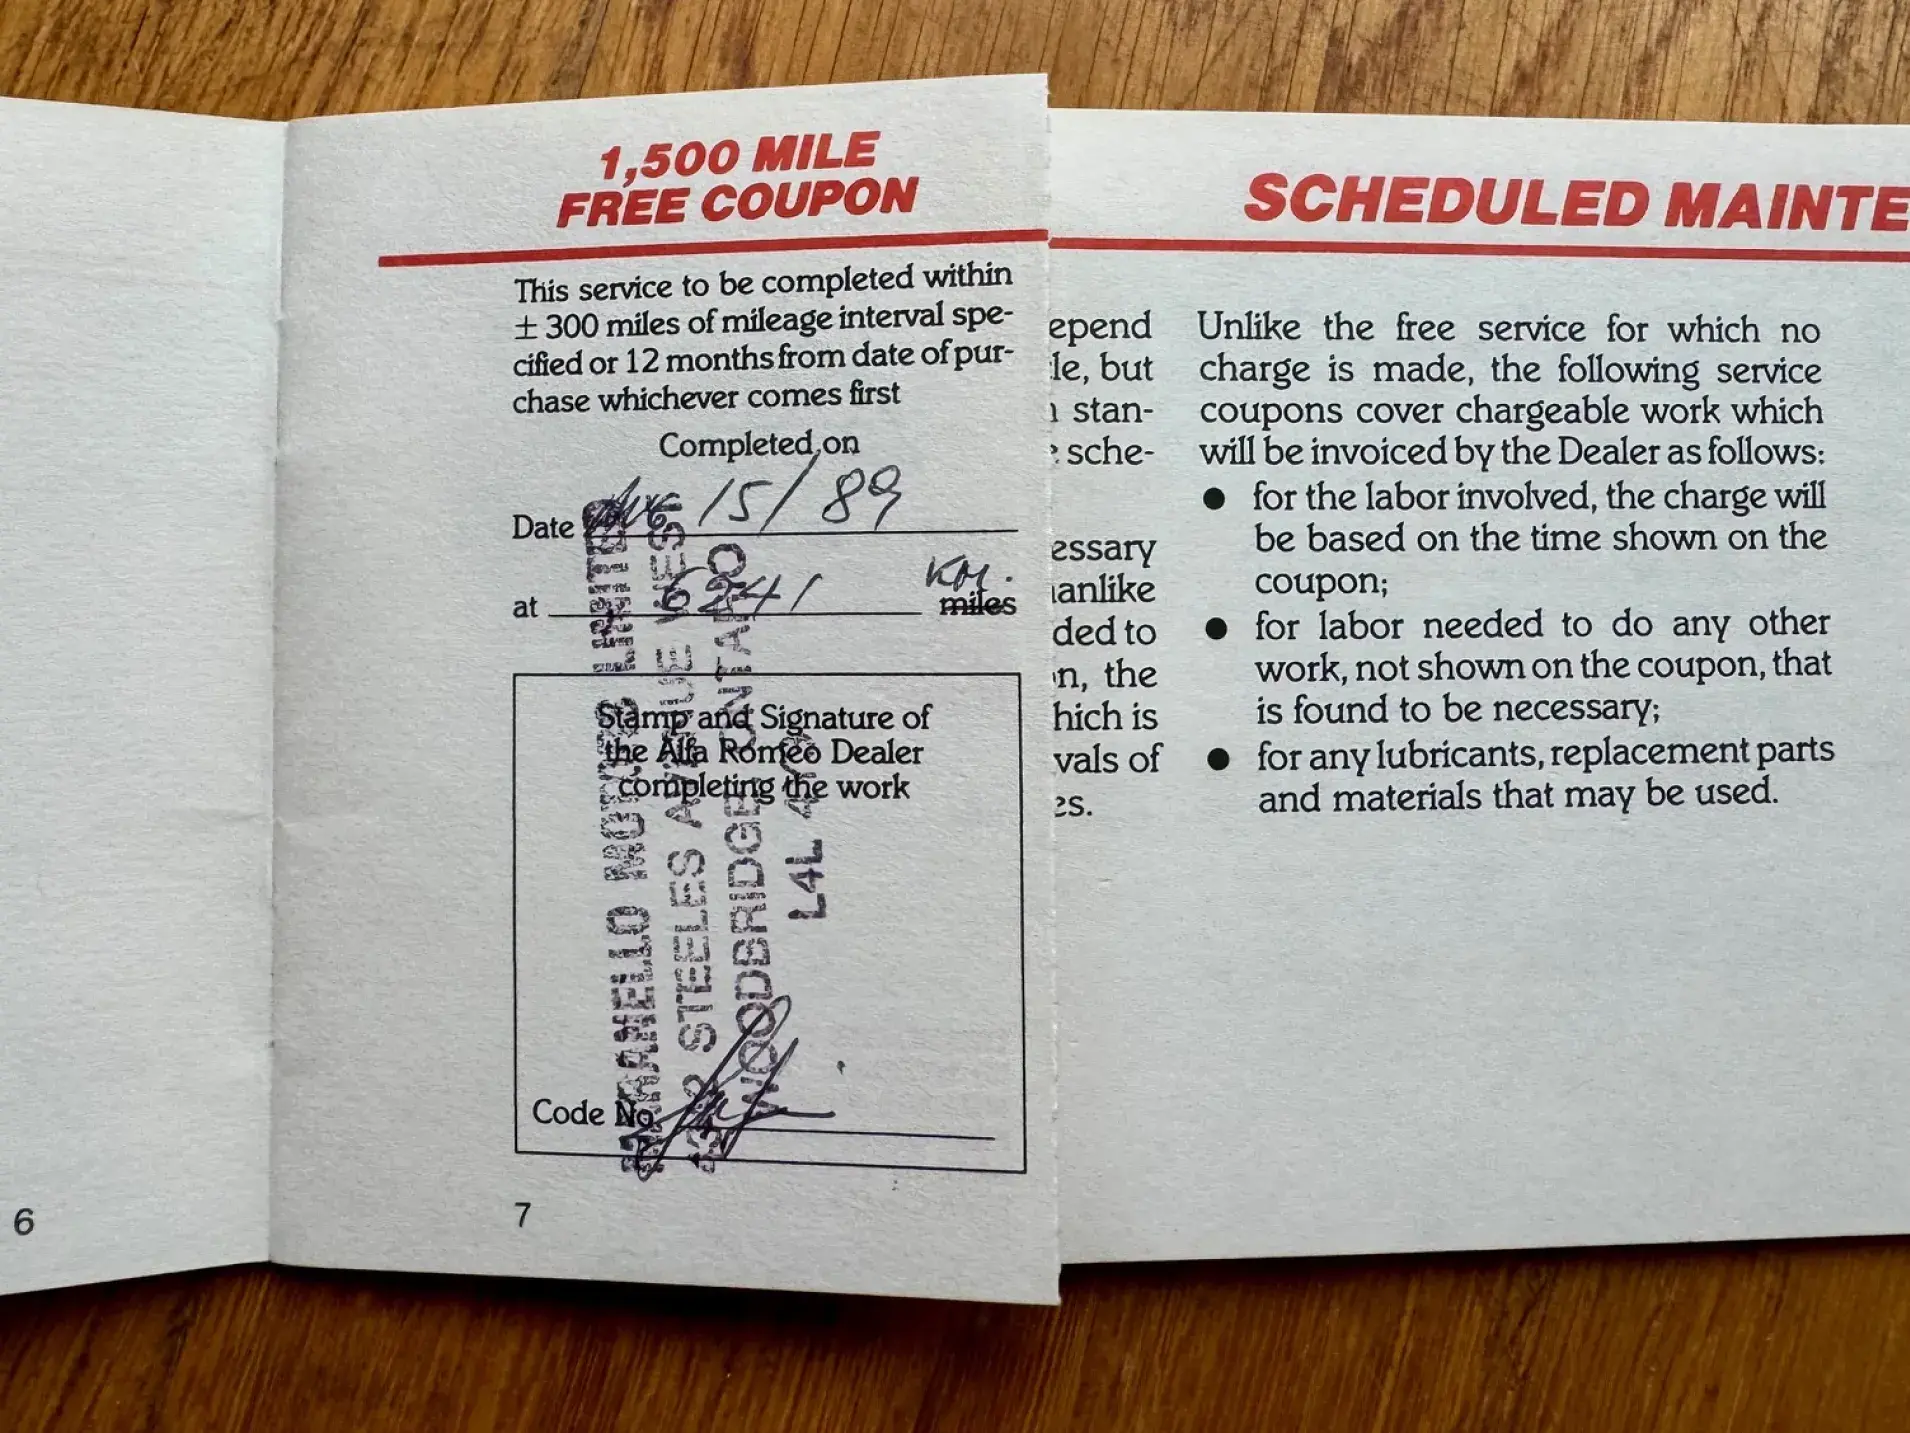 1,500 MILE
FREE COUPON
This service to be completed within
± 300 miles of mileage interval spe-
cified or 12 months from date of pur-
chase whichever comes first
Completed on
Date Aug 15/89
at 6241 KM.
miles
Stamp and Signature of
the Alfa Romeo Dealer
completing the work
MARANELLO MOTORS LIMITED
STEELES AVENUE WEST
WOODBRIDGE, ONTARIO
L4L
Code No.
6
7
SCHEDULED MAINTE
epend
le, but
stan-
sche-
essary
anlike
ded to
n, the
hich is
vals of
es.
Unlike the free service for which no
charge is made, the following service
coupons cover chargeable work which
will be invoiced by the Dealer as follows:
● for the labor involved, the charge will
be based on the time shown on the
coupon;
● for labor needed to do any other
work, not shown on the coupon, that
is found to be necessary;
● for any lubricants, replacement parts
and materials that may be used.